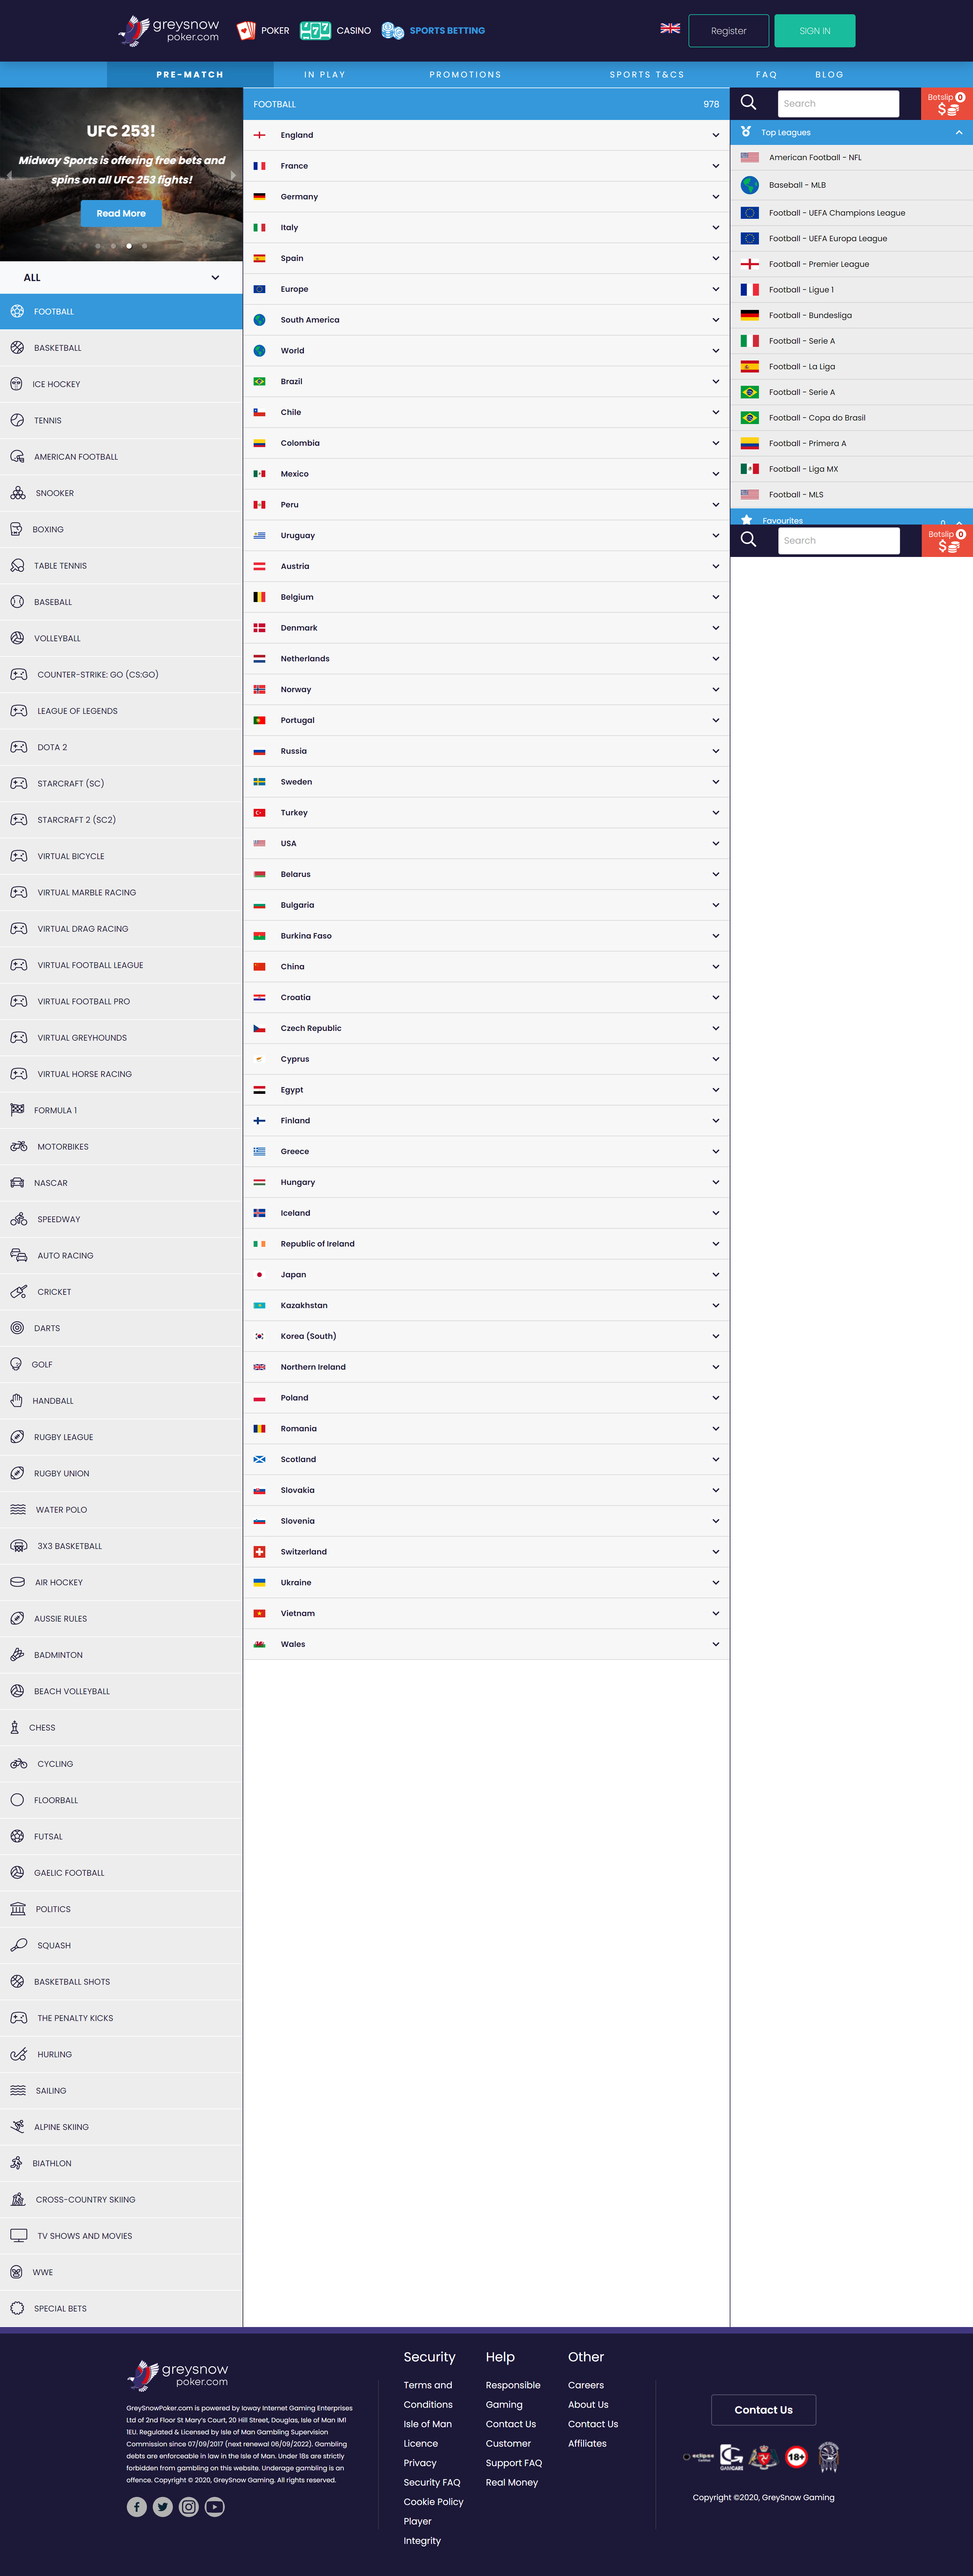 greysnow
poker.com
POKER
777
CASINO
SPORTS BETTING
Register
SIGN IN
PRE-MATCH
IN PLAY
PROMOTIONS
SPORTS T&CS
FAQ
BLOG
UFC 253!
Midway Sports is offering free bets and
spins on all UFC 253 fights!
Read More
ALL
FOOTBALL
BASKETBALL
ICE HOCKEY
TENNIS
AMERICAN FOOTBALL
SNOOKER
BOXING
TABLE TENNIS
BASEBALL
VOLLEYBALL
COUNTER-STRIKE: GO (CS:GO)
LEAGUE OF LEGENDS
DOTA 2
STARCRAFT (SC)
STARCRAFT 2 (SC2)
VIRTUAL BICYCLE
VIRTUAL MARBLE RACING
VIRTUAL DRAG RACING
VIRTUAL FOOTBALL LEAGUE
VIRTUAL FOOTBALL PRO
VIRTUAL GREYHOUNDS
VIRTUAL HORSE RACING
FORMULA 1
MOTORBIKES
NASCAR
SPEEDWAY
AUTO RACING
CRICKET
DARTS
GOLF
HANDBALL
RUGBY LEAGUE
RUGBY UNION
WATER POLO
3X3 BASKETBALL
AIR HOCKEY
AUSSIE RULES
BADMINTON
BEACH VOLLEYBALL
CHESS
CYCLING
FLOORBALL
FUTSAL
GAELIC FOOTBALL
POLITICS
SQUASH
BASKETBALL SHOTS
THE PENALTY KICKS
HURLING
SAILING
ALPINE SKIING
BIATHLON
CROSS-COUNTRY SKIING
TV SHOWS AND MOVIES
WWE
SPECIAL BETS
FOOTBALL 978
England
France
Germany
Italy
Spain
Europe
South America
World
Brazil
Chile
Colombia
Mexico
Peru
Uruguay
Austria
Belgium
Denmark
Netherlands
Norway
Portugal
Russia
Sweden
Turkey
USA
Belarus
Bulgaria
Burkina Faso
China
Croatia
Czech Republic
Cyprus
Egypt
Finland
Greece
Hungary
Iceland
Republic of Ireland
Japan
Kazakhstan
Korea (South)
Northern Ireland
Poland
Romania
Scotland
Slovakia
Slovenia
Switzerland
Ukraine
Vietnam
Wales
Search
Betslip 0
Top Leagues
American Football - NFL
Baseball - MLB
Football - UEFA Champions League
Football - UEFA Europa League
Football - Premier League
Football - Ligue 1
Football - Bundesliga
Football - Serie A
Football - La Liga
Football - Serie A
Football - Copa do Brasil
Football - Primera A
Football - Liga MX
Football - MLS
Favourites 0
Search
Betslip 0
greysnow
poker.com
GreySnowPoker.com is powered by Ioway Internet Gaming Enterprises
Ltd of 2nd Floor St Mary's Court, 20 Hill Street, Douglas, Isle of Man IM1
1EU. Regulated & Licensed by Isle of Man Gambling Supervision
Commission since 07/09/2017 (next renewal 06/09/2022). Gambling
debts are enforceable in law in the Isle of Man. Under 18s are strictly
forbidden from gambling on this website. Underage gambling is an
offence. Copyright © 2020, GreySnow Gaming. All rights reserved.
Security
Terms and
Conditions
Isle of Man
Licence
Privacy
Security FAQ
Cookie Policy
Player
Integrity
Help
Responsible
Gaming
Contact Us
Customer
Support FAQ
Real Money
Other
Careers
About Us
Contact Us
Affiliates
Contact Us
eclipse
GAMCARE
18+
Copyright ©2020, GreySnow Gaming